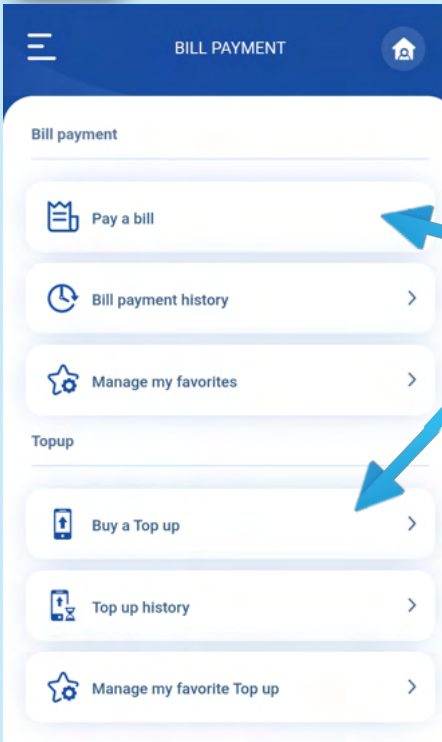 BILL PAYMENT
Bill payment
Pay a bill
Bill payment history
Manage my favorites
Topup
Buy a Top up
Top up history
Manage my favorite Top up